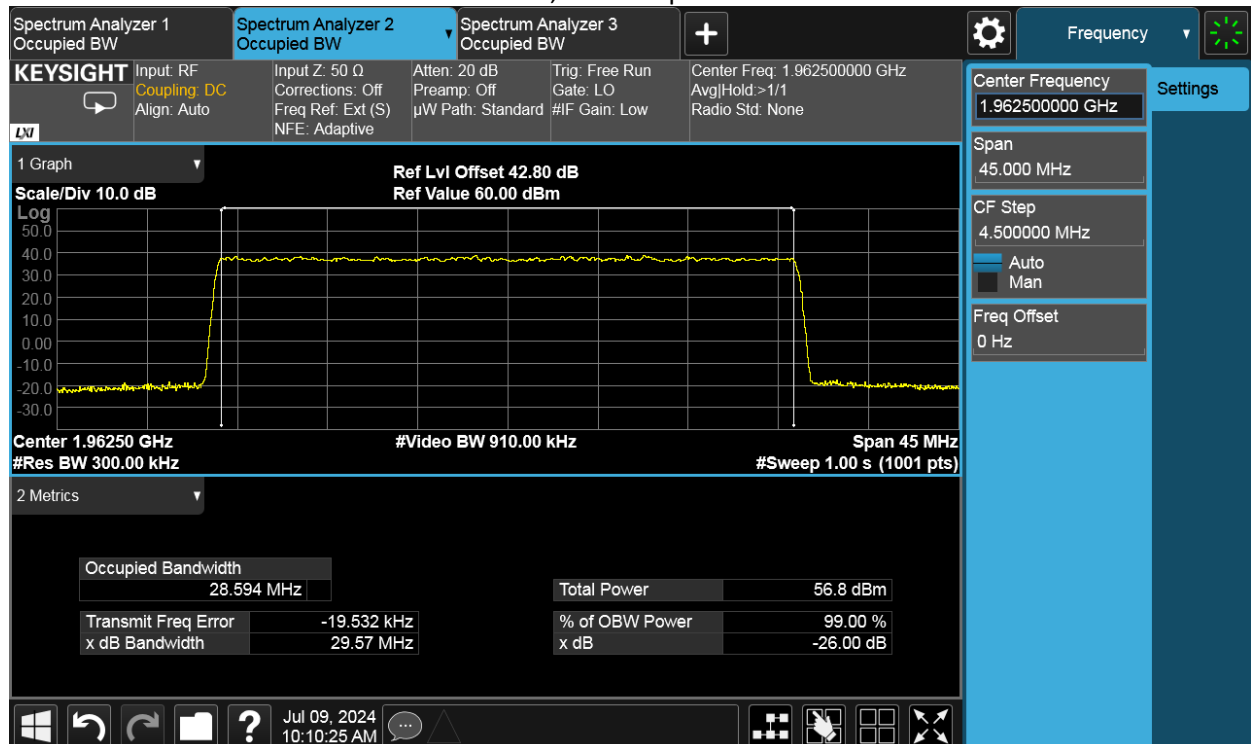 Spectrum Analyzer 1
Occupied BW
Spectrum Analyzer 2
Occupied BW
Spectrum Analyzer 3
Occupied BW
Frequency
KEYSIGHT
LXI
Input: RF
Coupling: DC
Align: Auto
Input Z: 50 Ω
Corrections: Off
Freq Ref: Ext (S)
NFE: Adaptive
Atten: 20 dB
Preamp: Off
µW Path: Standard
Trig: Free Run
Gate: LO
#IF Gain: Low
Center Freq: 1.962500000 GHz
Avg|Hold:>1/1
Radio Std: None
Center Frequency
1.962500000 GHz
Settings
Span
45.000 MHz
CF Step
4.500000 MHz
Auto
Man
Freq Offset
0 Hz
1 Graph
Scale/Div 10.0 dB
Ref Lvl Offset 42.80 dB
Ref Value 60.00 dBm
Log
50.0
40.0
30.0
20.0
10.0
0.00
-10.0
-20.0
-30.0
Center 1.96250 GHz
#Video BW 910.00 kHz
Span 45 MHz
#Res BW 300.00 kHz
#Sweep 1.00 s (1001 pts)
2 Metrics
Occupied Bandwidth
28.594 MHz
Total Power 56.8 dBm
Transmit Freq Error -19.532 kHz
% of OBW Power 99.00 %
x dB Bandwidth 29.57 MHz
x dB -26.00 dB
?
Jul 09, 2024
10:10:25 AM